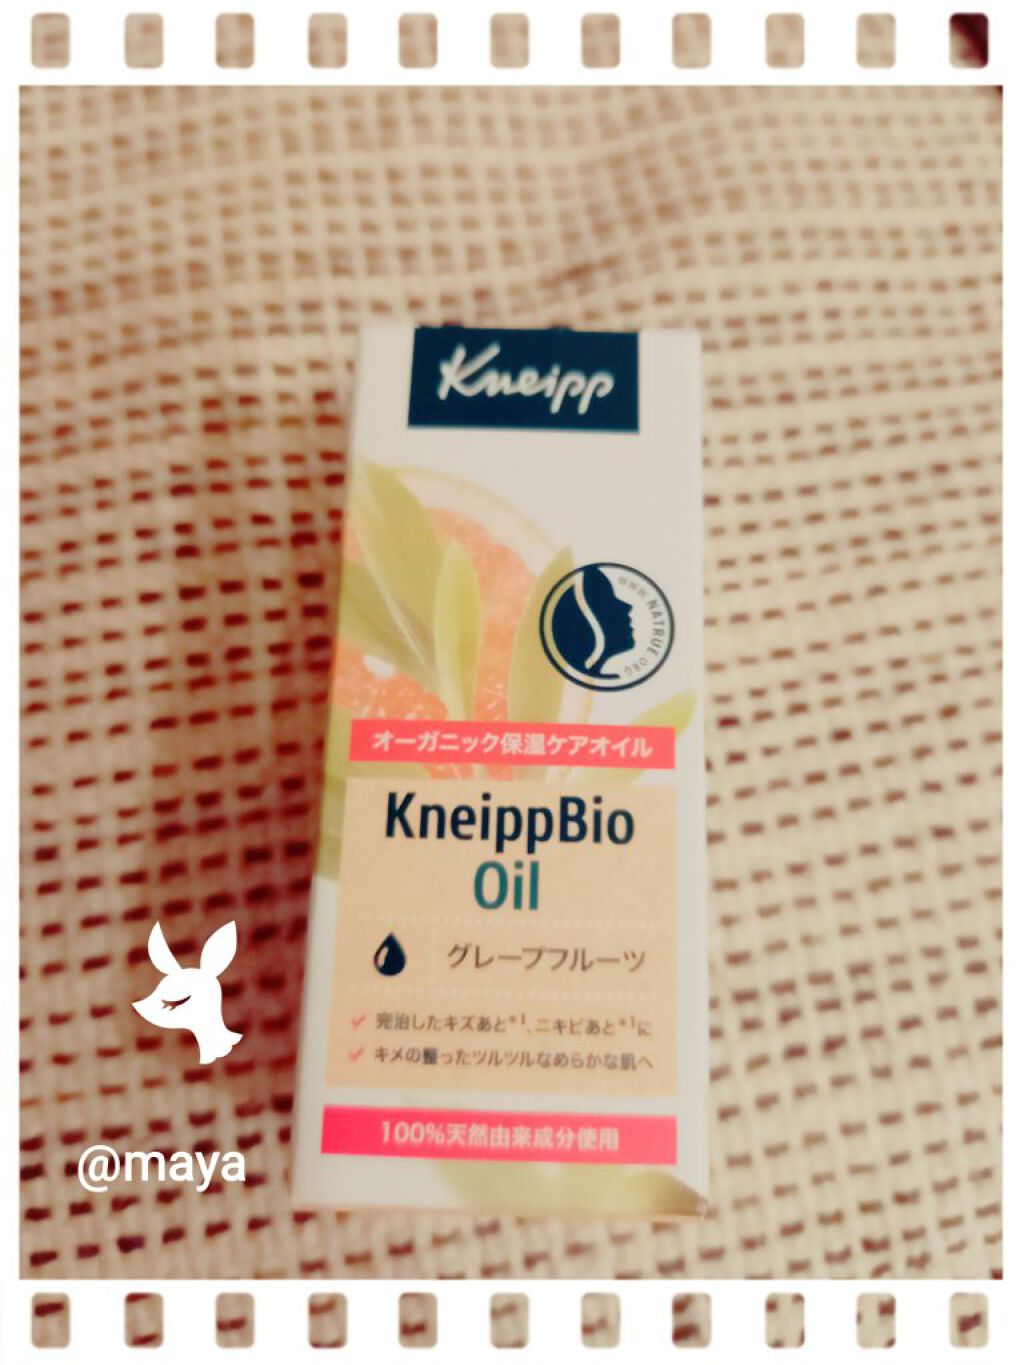 Kneipp
WWW NATRUE ORG
オーガニック保湿ケアオイル
KneippBio
Oil
グレープフルーツ
✓ 完治したキズあと*1、ニキビあと*1に
✓ キメの整ったツルツルなめらかな肌へ
100%天然由来成分使用
@maya